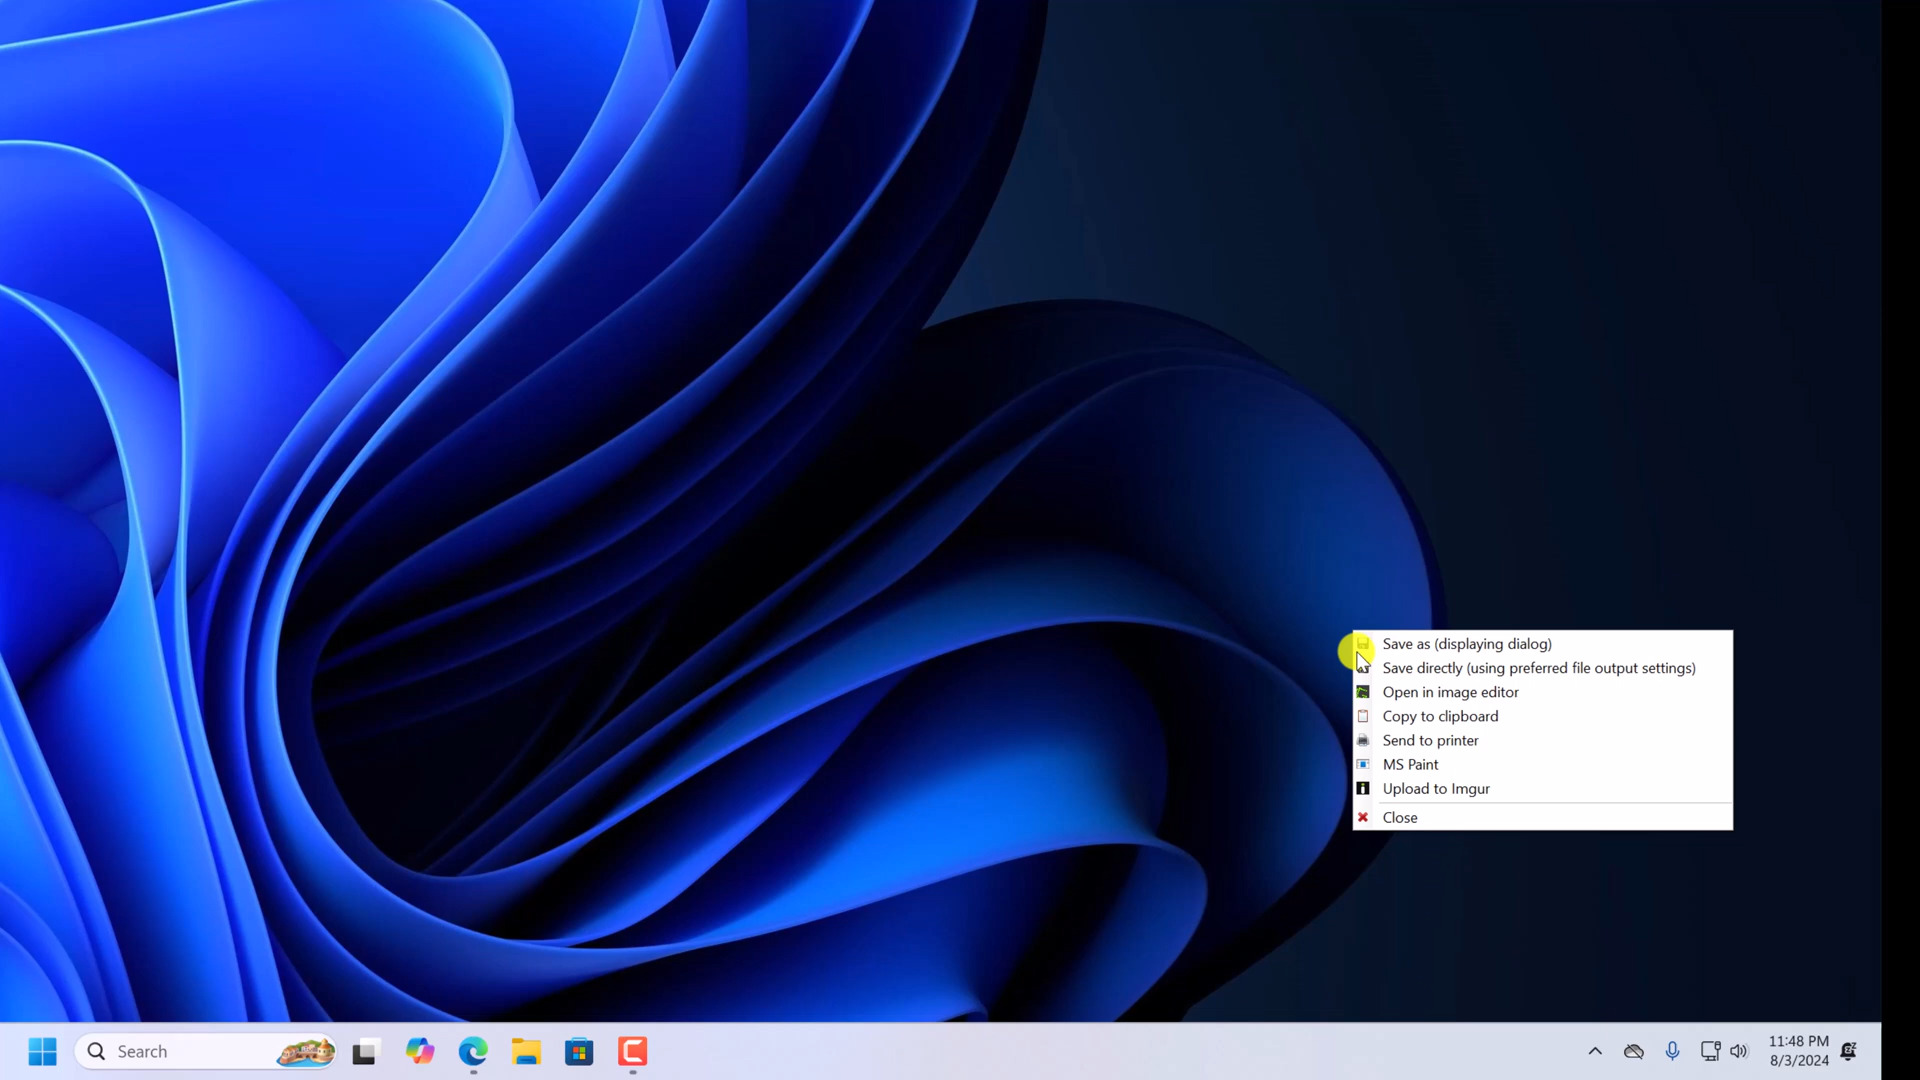 Save as (displaying dialog)
Save directly (using preferred file output settings)
Open in image editor
Copy to clipboard
Send to printer
MS Paint
Upload to Imgur
Close
Search
11:48 PM
8/3/2024